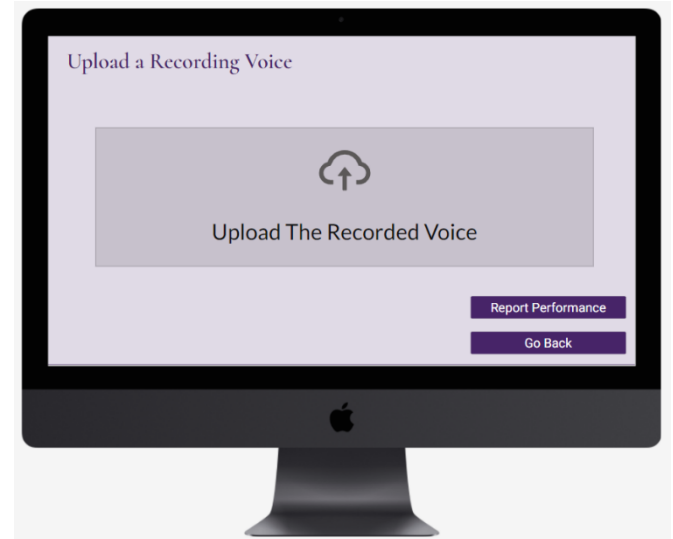 Upload a Recording Voice
Upload The Recorded Voice
Report Performance
Go Back